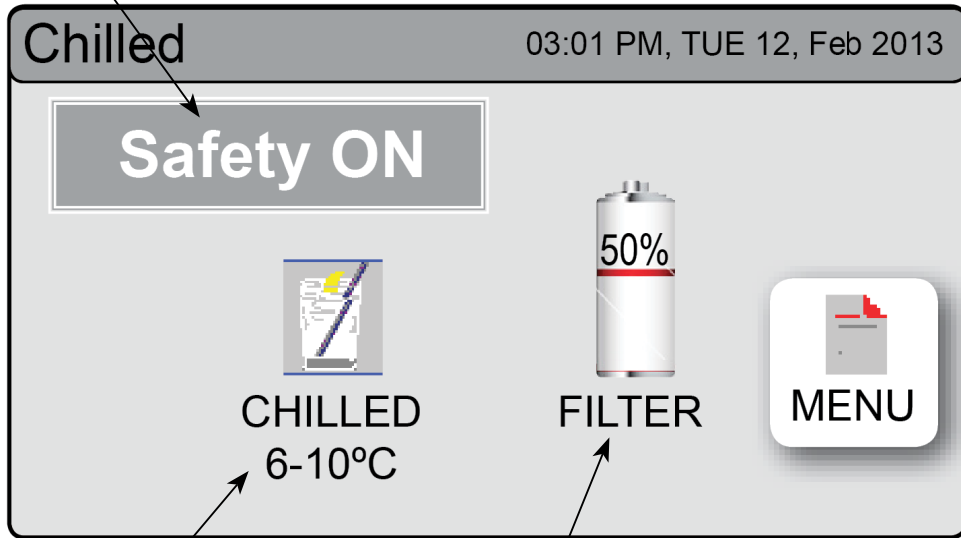 Chilled
03:01 PM, TUE 12, Feb 2013
Safety ON
50%
CHILLED
6-10ºC
FILTER
MENU